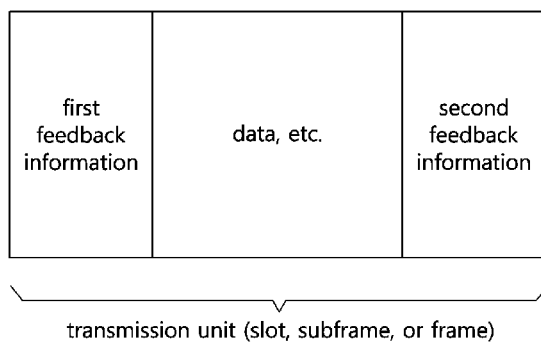 first
feedback
information
data, etc.
second
feedback
information
transmission unit (slot, subframe, or frame)